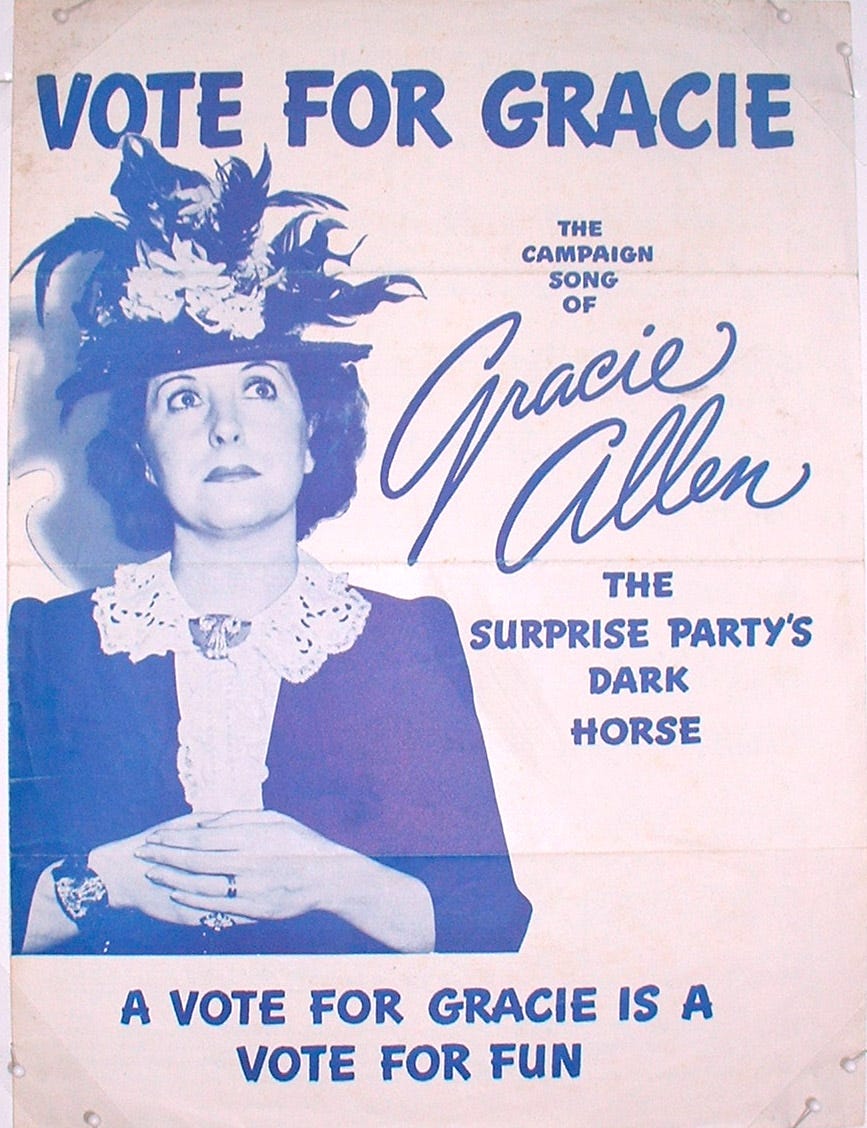 VOTE FOR GRACIE
THE
CAMPAIGN
SONG
OF
Gracie
Allen
THE
SURPRISE PARTY'S
DARK
HORSE
A VOTE FOR GRACIE IS A
VOTE FOR FUN